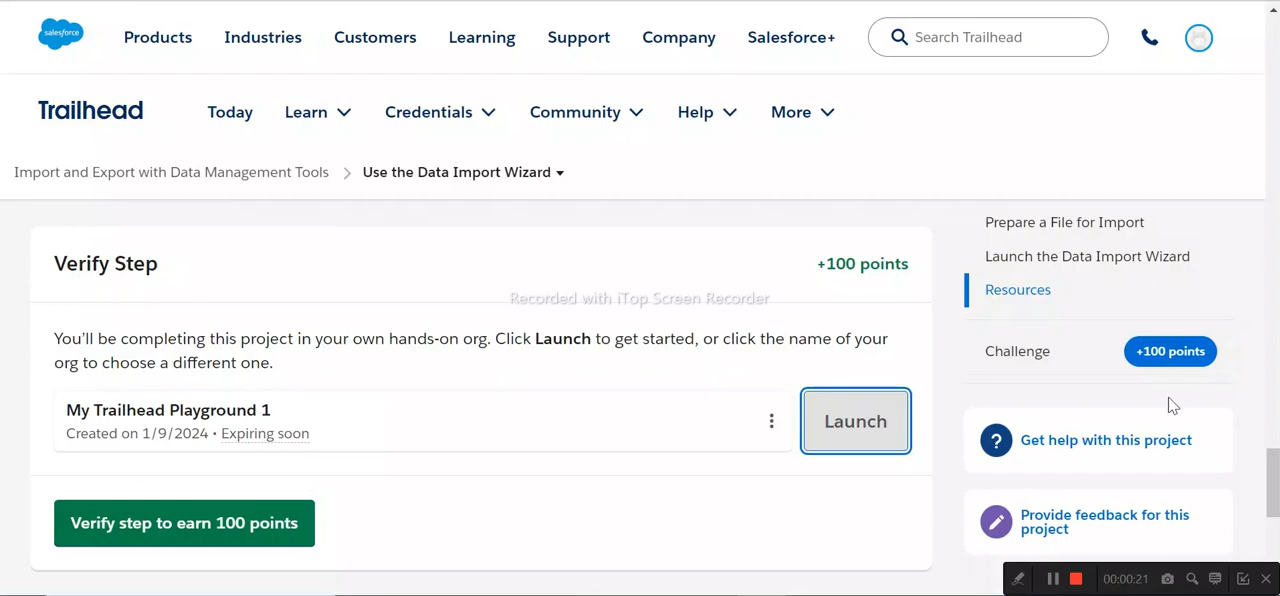 salesforce
Products Industries Customers Learning Support Company Salesforce+ Search Trailhead
Trailhead Today Learn Credentials Community Help More
Import and Export with Data Management Tools Use the Data Import Wizard
Prepare a File for Import
Launch the Data Import Wizard
Resources
Challenge +100 points
Verify Step +100 points
Recorded with iTop Screen Recorder
You'll be completing this project in your own hands-on org. Click Launch to get started, or click the name of your
org to choose a different one.
My Trailhead Playground 1
Created on 1/9/2024 • Expiring soon
Launch
Verify step to earn 100 points
? Get help with this project
Provide feedback for this
project
00:00:21